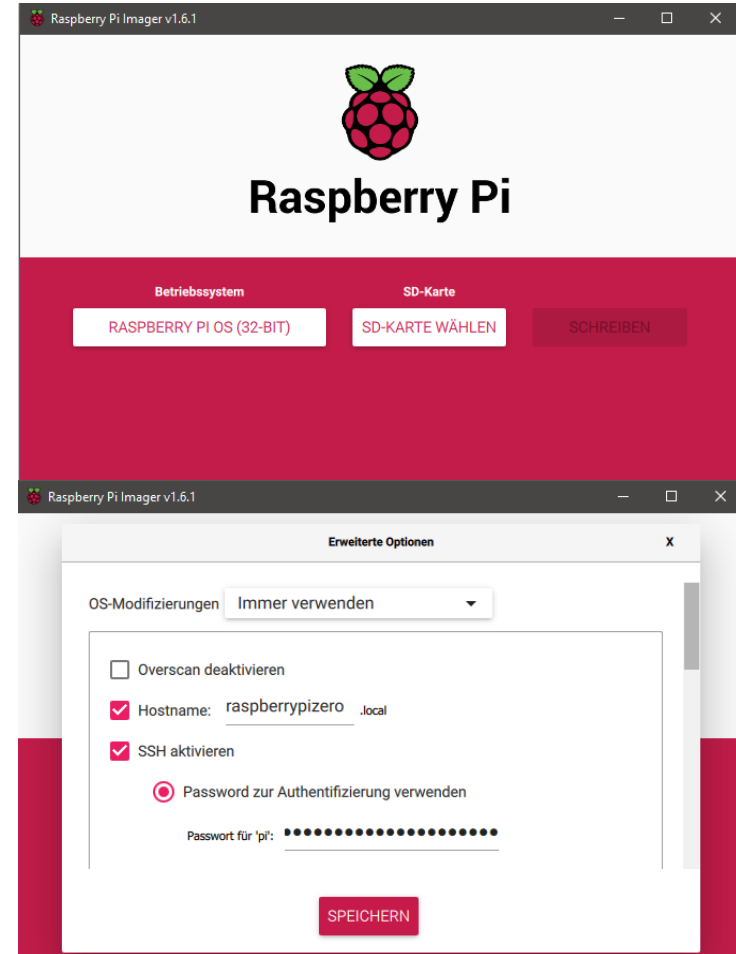 Raspberry Pi Imager v1.6.1
Raspberry Pi
Betriebssystem SD-Karte
RASPBERRY PI OS (32-BIT) SD-KARTE WÄHLEN SCHREIBEN
Raspberry Pi Imager v1.6.1
Erweiterte Optionen X
OS-Modifizierungen Immer verwenden
Overscan deaktivieren
Hostname: raspberrypizero .local
SSH aktivieren
Password zur Authentifizierung verwenden
Passwort für 'pi': ●●●●●●●●●●●●●●●●●●●●●●
SPEICHERN